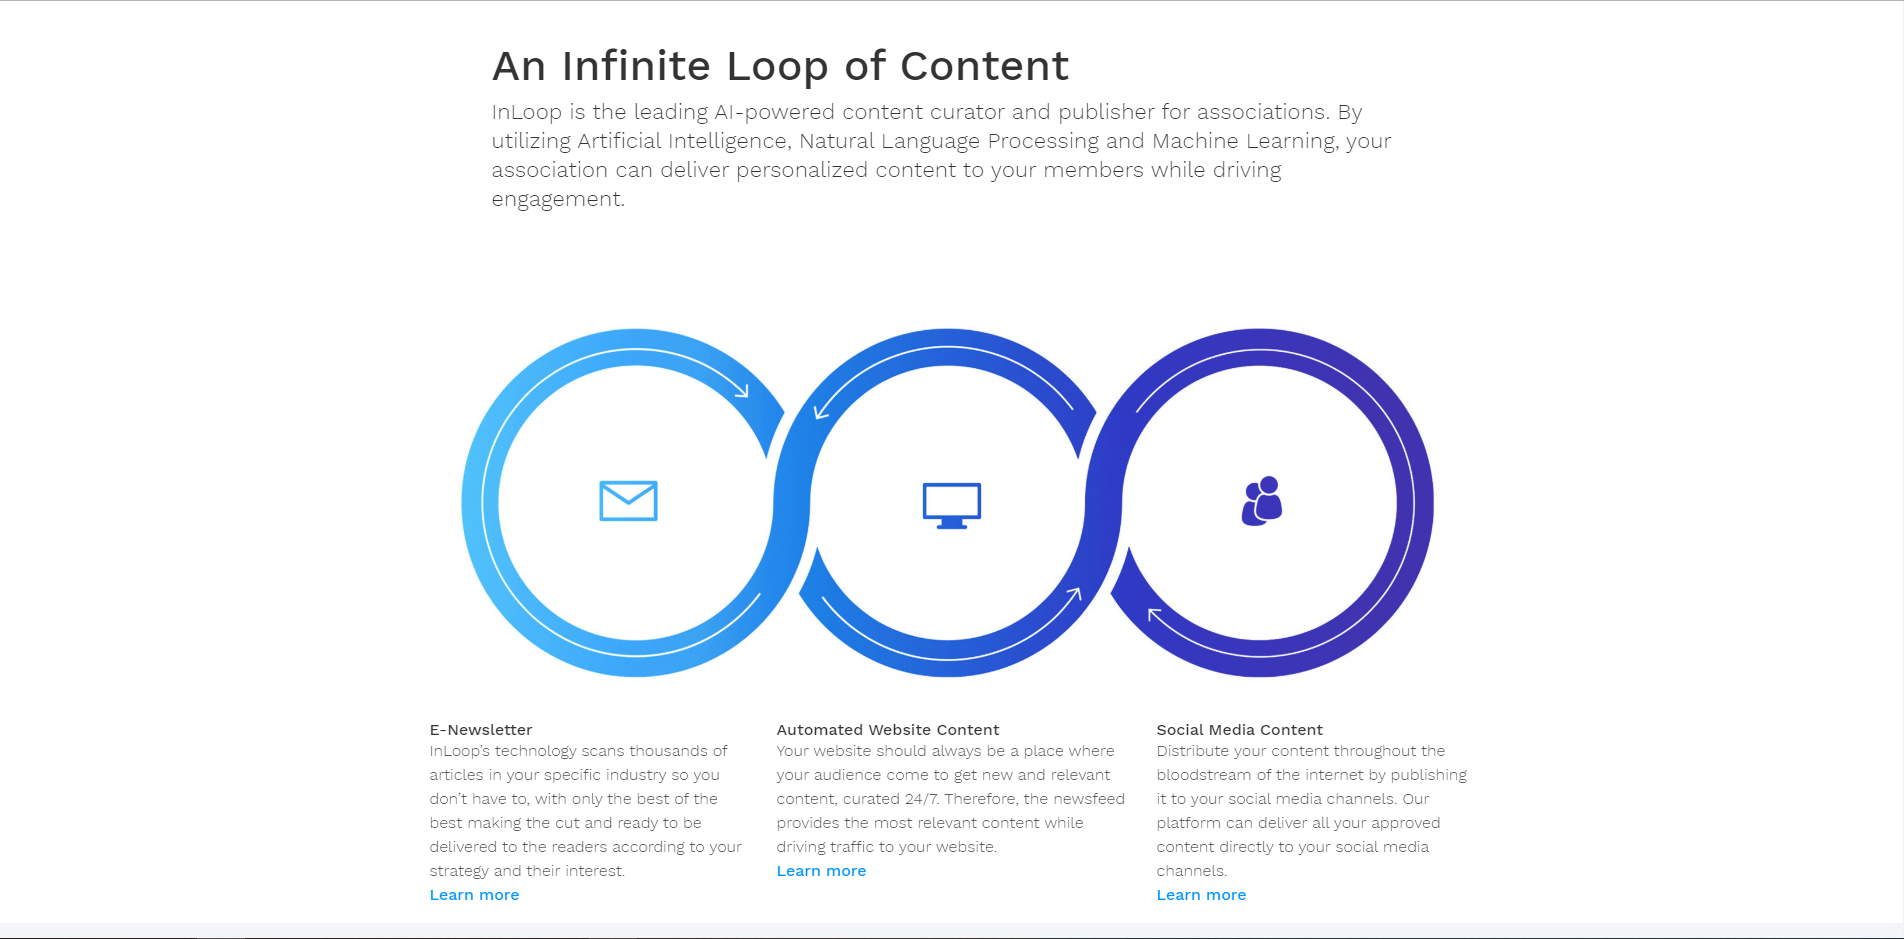 An Infinite Loop of Content
InLoop is the leading AI-powered content curator and publisher for associations. By
utilizing Artificial Intelligence, Natural Language Processing and Machine Learning, your
association can deliver personalized content to your members while driving
engagement.
E-Newsletter
InLoop’s technology scans thousands of
articles in your specific industry so you
don’t have to, with only the best of the
best making the cut and ready to be
delivered to the readers according to your
strategy and their interest.
Learn more
Automated Website Content
Your website should always be a place where
your audience come to get new and relevant
content, curated 24/7. Therefore, the newsfeed
provides the most relevant content while
driving traffic to your website.
Learn more
Social Media Content
Distribute your content throughout the
bloodstream of the internet by publishing
it to your social media channels. Our
platform can deliver all your approved
content directly to your social media
channels.
Learn more